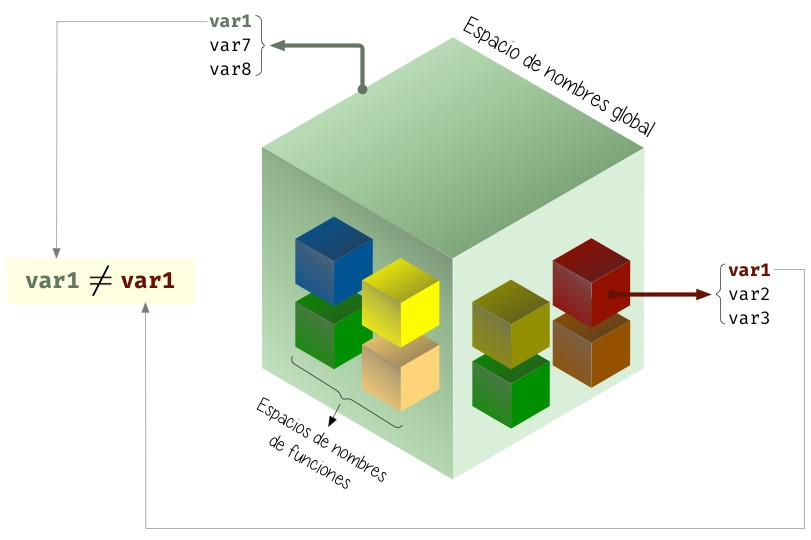 var1
var7
var8
Espacio de nombres global
var1 ≠ var1
var1
var2
var3
Espacios de nombres
de funciones